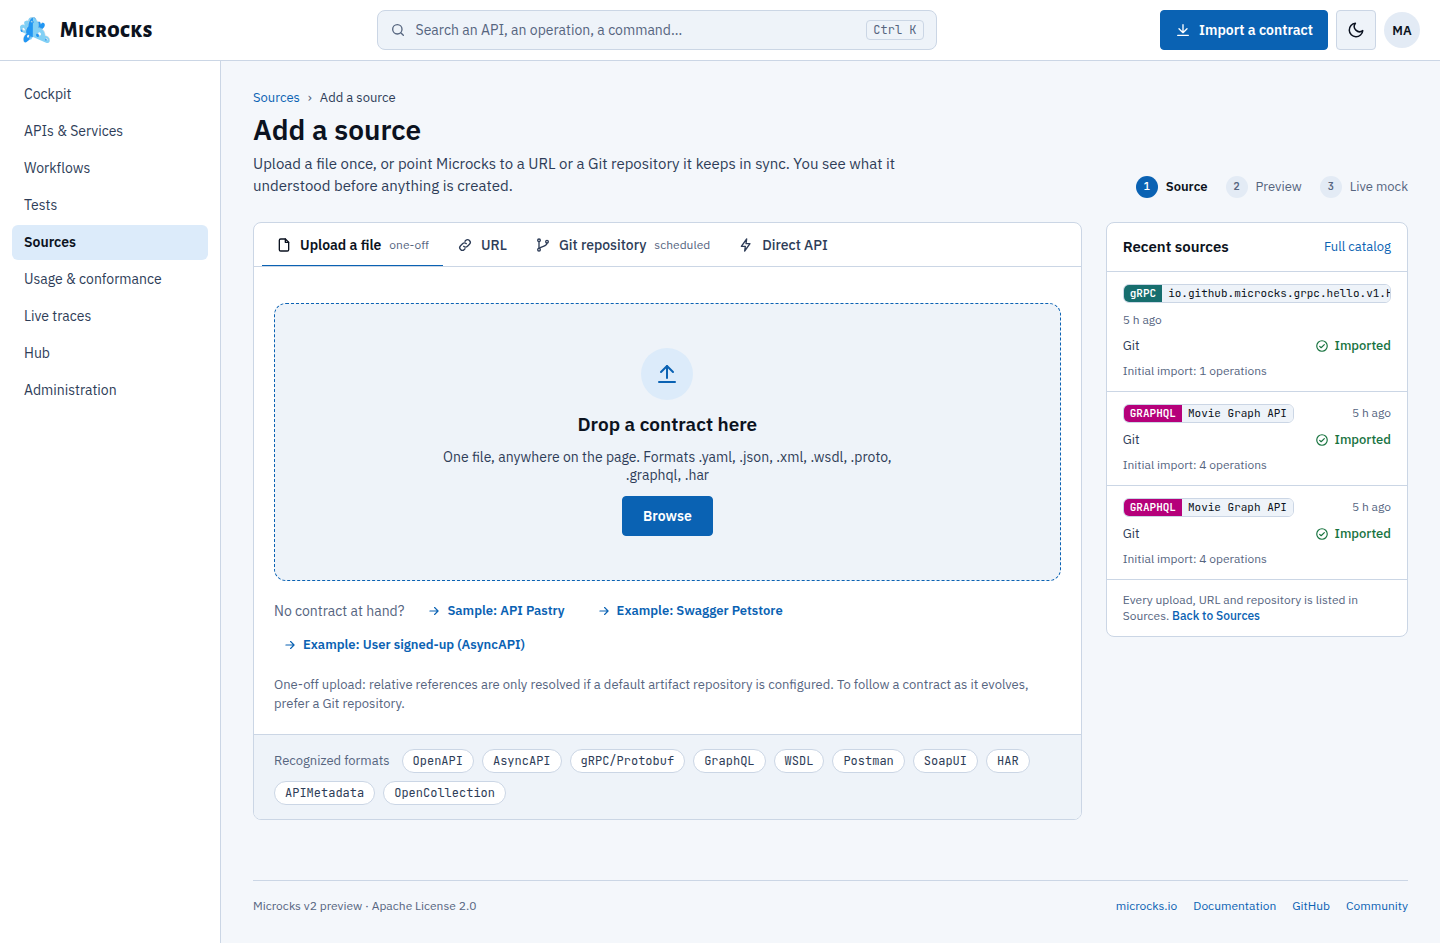 Microcks
Search an API, an operation, a command...
Ctrl K
Import a contract
MA
Cockpit
APIs & Services
Workflows
Tests
Sources
Usage & conformance
Live traces
Hub
Administration
Sources › Add a source
Add a source
Upload a file once, or point Microcks to a URL or a Git repository it keeps in sync. You see what it
understood before anything is created.
1 Source 2 Preview 3 Live mock
Upload a file one-off URL Git repository scheduled Direct API
Drop a contract here
One file, anywhere on the page. Formats .yaml, .json, .xml, .wsdl, .proto,
.graphql, .har
Browse
No contract at hand? → Sample: API Pastry → Example: Swagger Petstore
→ Example: User signed-up (AsyncAPI)
One-off upload: relative references are only resolved if a default artifact repository is configured. To follow a contract as it evolves,
prefer a Git repository.
Recognized formats OpenAPI AsyncAPI gRPC/Protobuf GraphQL WSDL Postman SoapUI HAR
APIMetadata OpenCollection
Recent sources Full catalog
gRPC io.github.microcks.grpc.hello.v1.
5 h ago
Git Imported
Initial import: 1 operations
GRAPHQL Movie Graph API 5 h ago
Git Imported
Initial import: 4 operations
GRAPHQL Movie Graph API 5 h ago
Git Imported
Initial import: 4 operations
Every upload, URL and repository is listed in
Sources. Back to Sources
Microcks v2 preview · Apache License 2.0
microcks.io Documentation GitHub Community